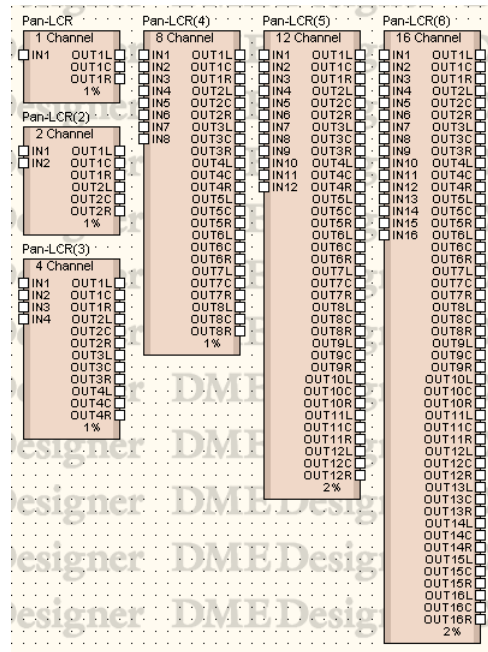 Pan-LCR
1 Channel
IN1 OUT1L
OUT1C
OUT1R
1%
Pan-LCR(2)
2 Channel
IN1 OUT1L
IN2 OUT1C
OUT1R
OUT2L
OUT2C
OUT2R
1%
Pan-LCR(3)
4 Channel
IN1 OUT1L
IN2 OUT1C
IN3 OUT1R
IN4 OUT2L
OUT2C
OUT2R
OUT3L
OUT3C
OUT3R
OUT4L
OUT4C
OUT4R
1%
Pan-LCR(4)
8 Channel
IN1 OUT1L
IN2 OUT1C
IN3 OUT1R
IN4 OUT2L
IN5 OUT2C
IN6 OUT2R
IN7 OUT3L
IN8 OUT3C
OUT3R
OUT4L
OUT4C
OUT4R
OUT5L
OUT5C
OUT5R
OUT6L
OUT6C
OUT6R
OUT7L
OUT7C
OUT7R
OUT8L
OUT8C
OUT8R
1%
Pan-LCR(5)
12 Channel
IN1 OUT1L
IN2 OUT1C
IN3 OUT1R
IN4 OUT2L
IN5 OUT2C
IN6 OUT2R
IN7 OUT3L
IN8 OUT3C
IN9 OUT3R
IN10 OUT4L
IN11 OUT4C
IN12 OUT4R
OUT5L
OUT5C
OUT5R
OUT6L
OUT6C
OUT6R
OUT7L
OUT7C
OUT7R
OUT8L
OUT8C
OUT8R
OUT9L
OUT9C
OUT9R
OUT10L
OUT10C
OUT10R
OUT11L
OUT11C
OUT11R
OUT12L
OUT12C
OUT12R
2%
Pan-LCR(6)
16 Channel
IN1 OUT1L
IN2 OUT1C
IN3 OUT1R
IN4 OUT2L
IN5 OUT2C
IN6 OUT2R
IN7 OUT3L
IN8 OUT3C
IN9 OUT3R
IN10 OUT4L
IN11 OUT4C
IN12 OUT4R
IN13 OUT5L
IN14 OUT5C
IN15 OUT5R
IN16 OUT6L
OUT6C
OUT6R
OUT7L
OUT7C
OUT7R
OUT8L
OUT8C
OUT8R
OUT9L
OUT9C
OUT9R
OUT10L
OUT10C
OUT10R
OUT11L
OUT11C
OUT11R
OUT12L
OUT12C
OUT12R
OUT13L
OUT13C
OUT13R
OUT14L
OUT14C
OUT14R
OUT15L
OUT15C
OUT15R
OUT16L
OUT16C
OUT16R
2%
DME
DME
Designer DME
Designer DME